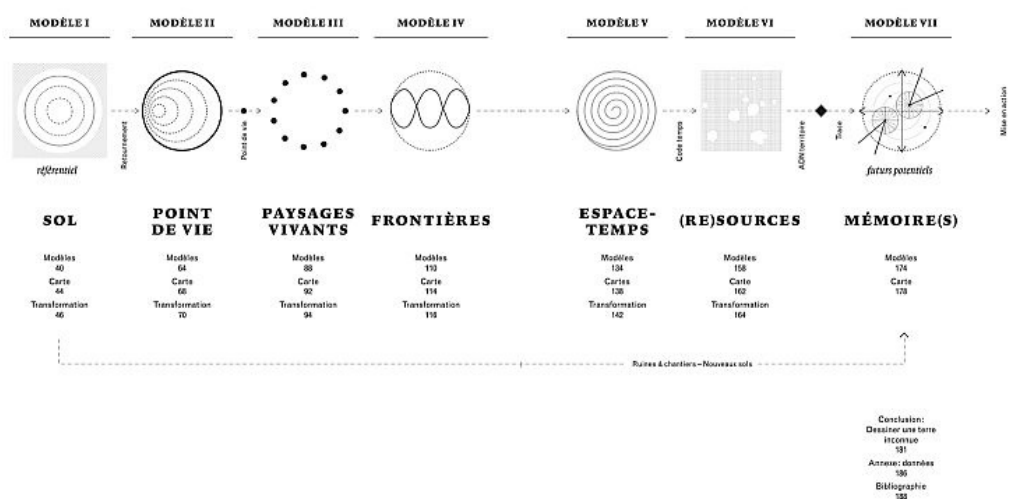 MODÈLE I
MODÈLE II
MODÈLE III
MODÈLE IV
MODÈLE V
MODÈLE VI
MODÈLE VII
Retournement
Point de vie
Code temps
ADN territoire
Trace
Mise en action
référentiel
futurs potentiels
SOL
POINT
DE VIE
PAYSAGES
VIVANTS
FRONTIÈRES
ESPACE-
TEMPS
(RE)SOURCES
MÉMOIRE(S)
Modèles
40
Carte
44
Transformation
46
Modèles
64
Carte
68
Transformation
70
Modèles
88
Carte
92
Transformation
94
Modèles
110
Carte
114
Transformation
116
Modèles
134
Cartes
138
Transformation
142
Modèles
158
Carte
162
Transformation
164
Modèles
174
Carte
178
Ruines & chantiers – Nouveaux sols
Conclusion :
Dessiner une terre
inconnue
181
Annexe : données
186
Bibliographie
188